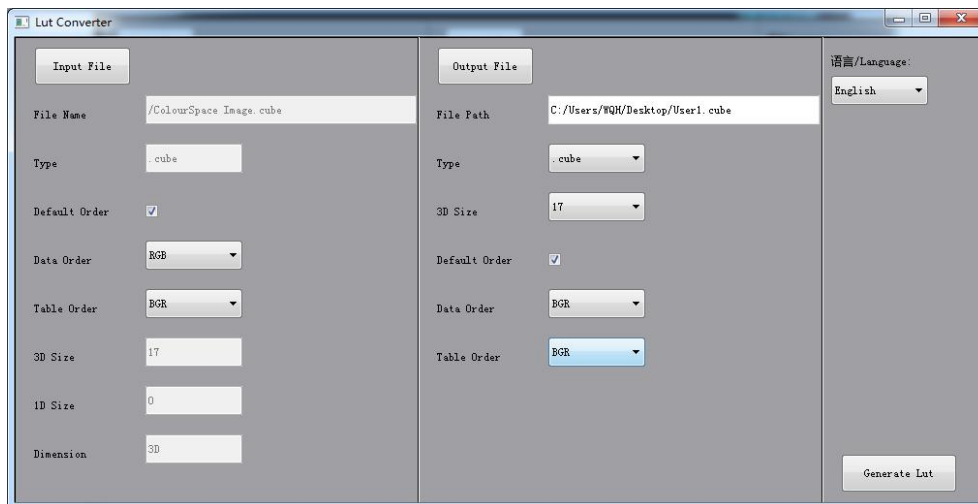 Lut Converter
Input File
File Name
/ColourSpace Image.cube
Type
.cube
Default Order
Data Order
RGB
Table Order
BGR
3D Size
17
1D Size
0
Dimension
3D
Output File
File Path
C:/Users/WQH/Desktop/User1.cube
Type
.cube
3D Size
17
Default Order
Data Order
BGR
Table Order
BGR
语言/Language:
English
Generate Lut